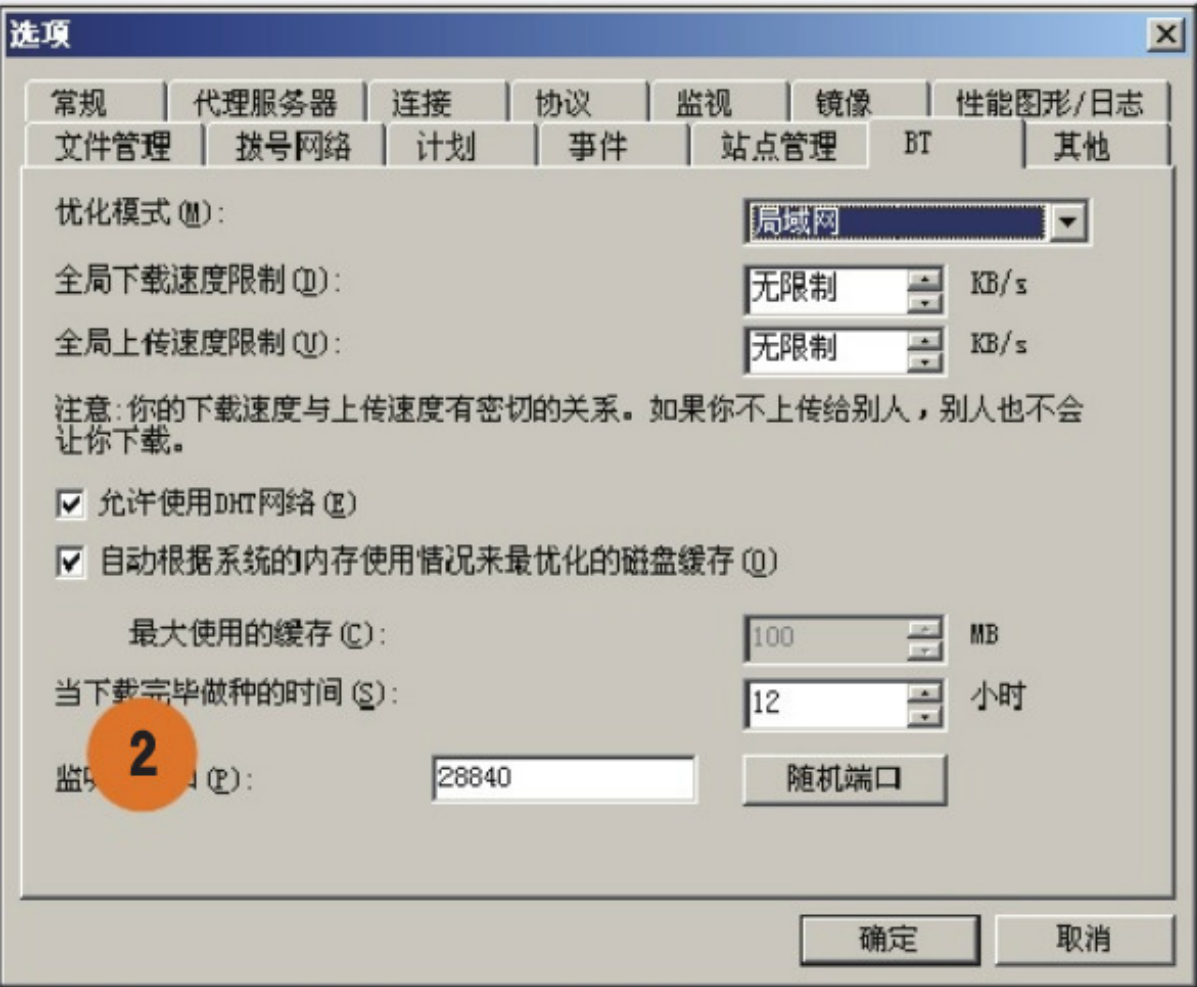 选项
常规 代理服务器 连接 协议 监视 镜像 性能图形/日志
文件管理 拨号网络 计划 事件 站点管理 BT 其他
优化模式(M): 局域网
全局下载速度限制(D): 无限制 KB/s
全局上传速度限制(U): 无限制 KB/s
注意:你的下载速度与上传速度有密切的关系。如果你不上传给别人，别人也不会
让你下载。
允许使用DHT网络(E)
自动根据系统的内存使用情况来最优化的磁盘缓存(O)
最大使用的缓存(C): 100 MB
当下载完毕做种的时间(S): 12 小时
2
监 (P): 28840 随机端口
确定 取消